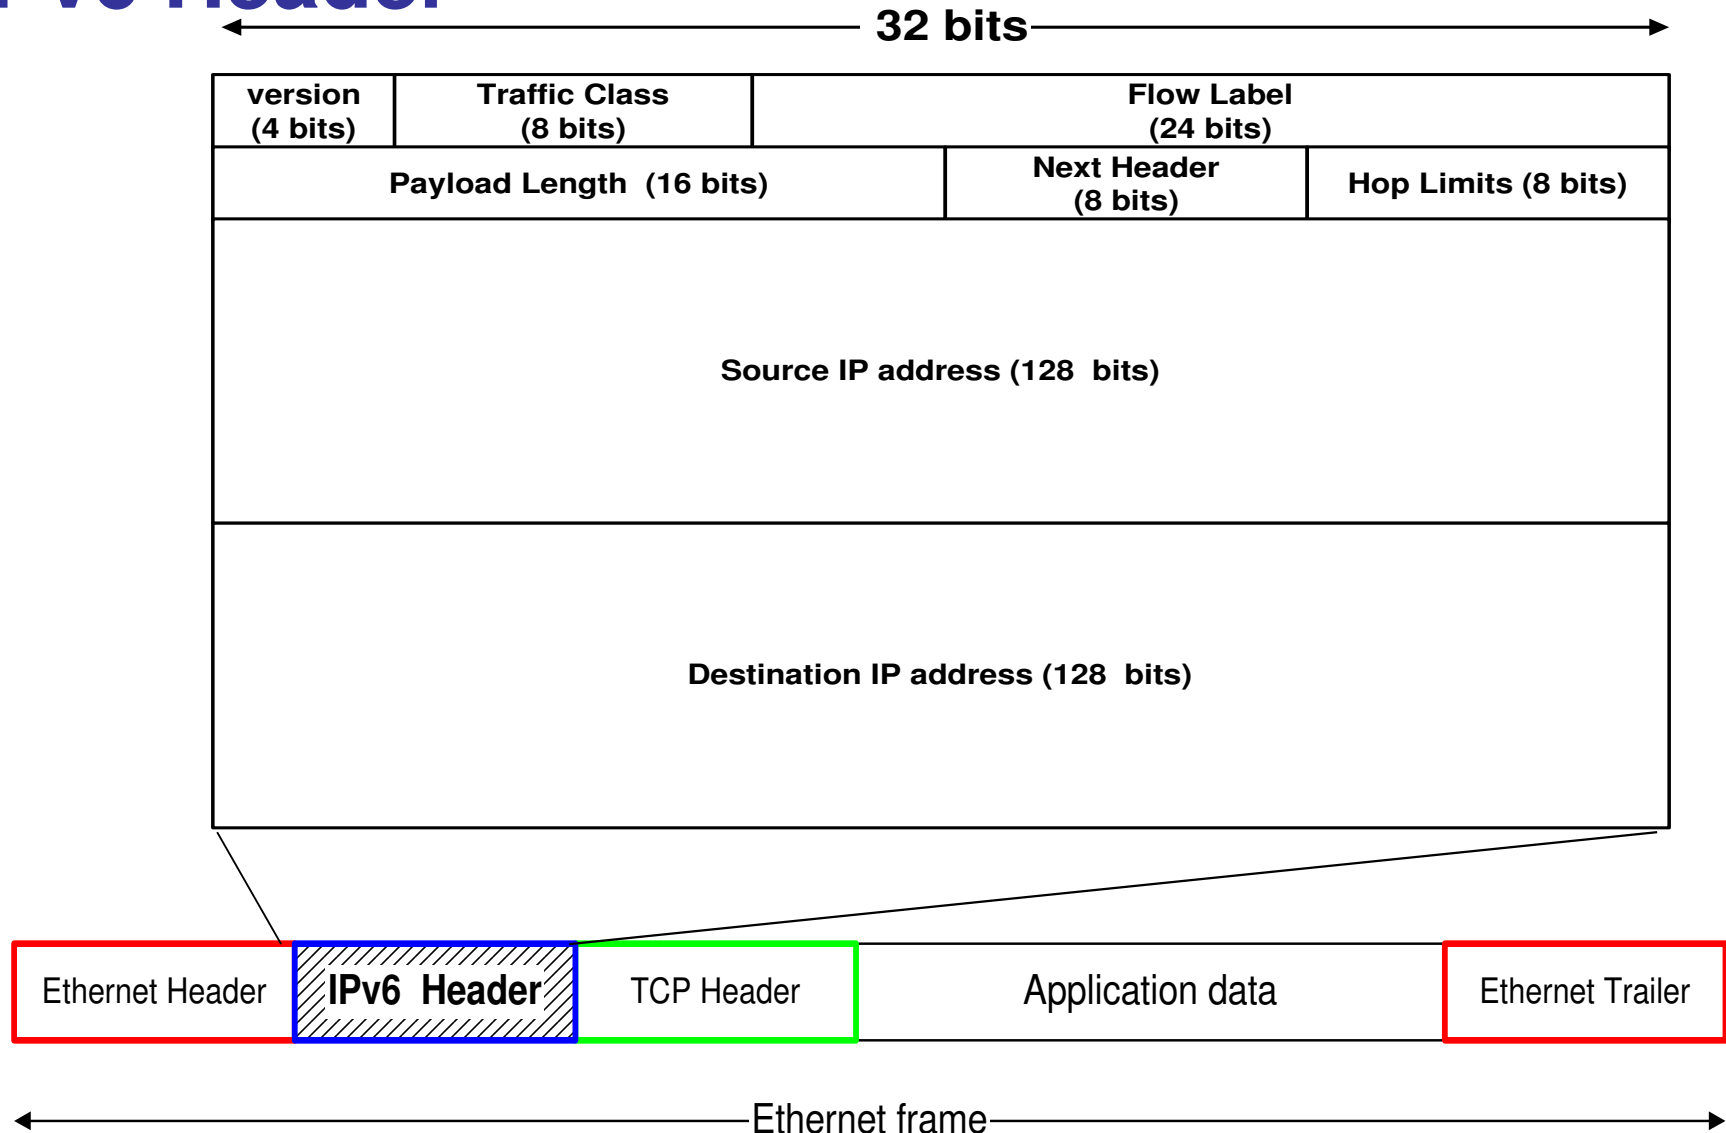 Header
32 bits
version
(4 bits)
Traffic Class
(8 bits)
Flow Label
(24 bits)
Payload Length  (16 bits)
Next Header
(8 bits)
Hop Limits (8 bits)
Source IP address (128  bits)
Destination IP address (128  bits)
Ethernet Header
IPv6  Header
TCP Header
Application data
Ethernet Trailer
Ethernet frame